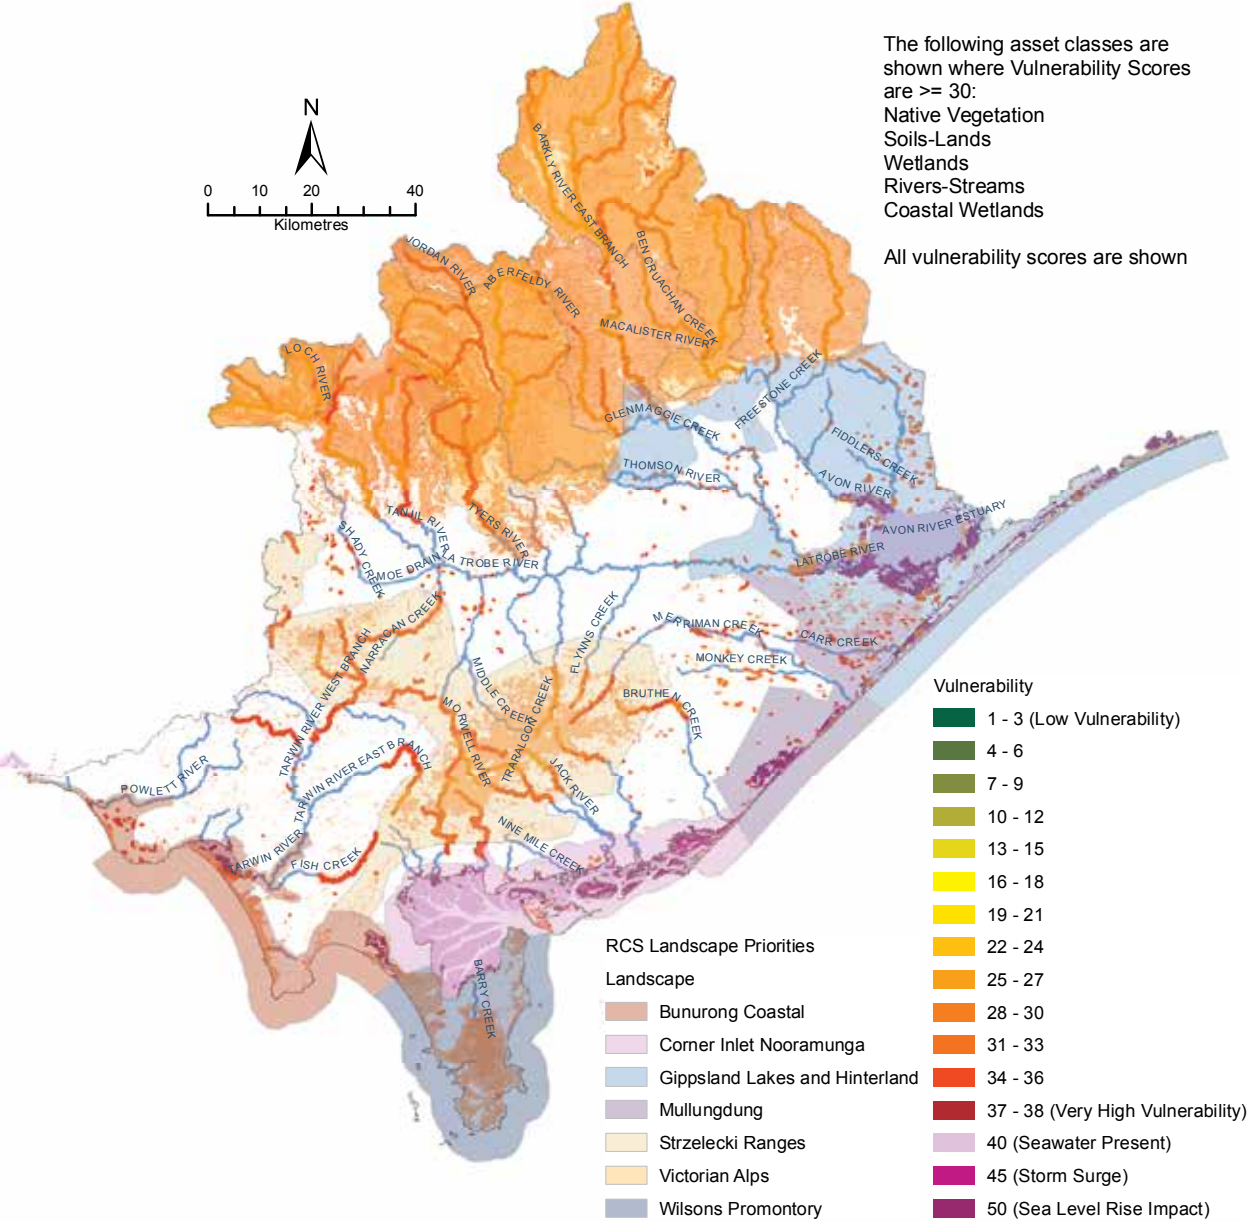 The following asset classes are
shown where Vulnerability Scores
are >= 30:
Native Vegetation
Soils-Lands
Wetlands
Rivers-Streams
Coastal Wetlands
All vulnerability scores are shown
N
0 10 20 40
Kilometres
BARKLY RIVER EAST BRANCH
BEN CRUACHAN CREEK
JORDAN RIVER
ABERFELDY RIVER
MACALISTER RIVER
LOCH RIVER
FREESTONE CREEK
GLENMAGGIE CREEK
FIDDLERS CREEK
THOMSON RIVER
AVON RIVER
AVON RIVER ESTUARY
TANJIL RIVER
TYERS RIVER
SHADY CREEK
MOE DRAIN
LA TROBE RIVER
LATROBE RIVER
NARRACAN CREEK
FLYNNS CREEK
MERRIMAN CREEK
CARR CREEK
MONKEY CREEK
MIDDLE CREEK
BRUTHEN CREEK
TARWIN RIVER WEST BRANCH
MORWELL RIVER
TRARALGON CREEK
TARWIN RIVER EAST BRANCH
JACK RIVER
POWLETT RIVER
NINE MILE CREEK
TARWIN RIVER
FISH CREEK
BARRY CREEK
RCS Landscape Priorities
Landscape
Bunurong Coastal
Corner Inlet Nooramunga
Gippsland Lakes and Hinterland
Mullungdung
Strzelecki Ranges
Victorian Alps
Wilsons Promontory
Vulnerability
1 - 3 (Low Vulnerability)
4 - 6
7 - 9
10 - 12
13 - 15
16 - 18
19 - 21
22 - 24
25 - 27
28 - 30
31 - 33
34 - 36
37 - 38 (Very High Vulnerability)
40 (Seawater Present)
45 (Storm Surge)
50 (Sea Level Rise Impact)